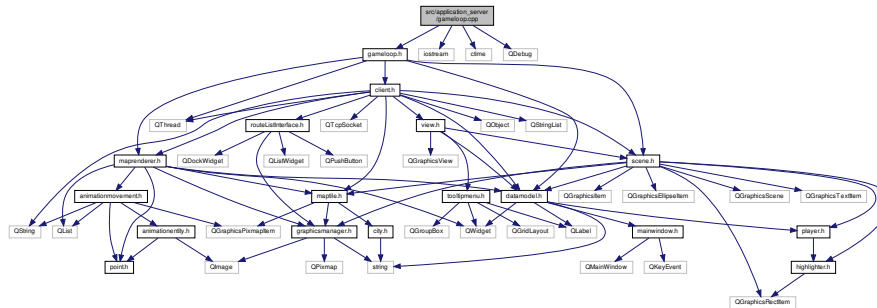 src/application_server
/gameloop.cpp
gameloop.h
iostream
ctime
QDebug
client.h
QThread
routeListInterface.h
QTcpSocket
view.h
QObject
QStringList
maprenderer.h
QDockWidget
QListWidget
QPushButton
QGraphicsView
scene.h
animationmovement.h
mapfile.h
tooltipmenu.h
datamodel.h
QGraphicsItem
QGraphicsEllipseItem
QGraphicsScene
QGraphicsTextItem
QString
QList
animationentity.h
QGraphicsPixmapItem
graphicsmanager.h
city.h
QGroupBox
QWidget
QGridLayout
QLabel
mainwindow.h
player.h
point.h
QImage
QPixmap
string
QMainWindow
QKeyEvent
highlighter.h
QGraphicsRectItem